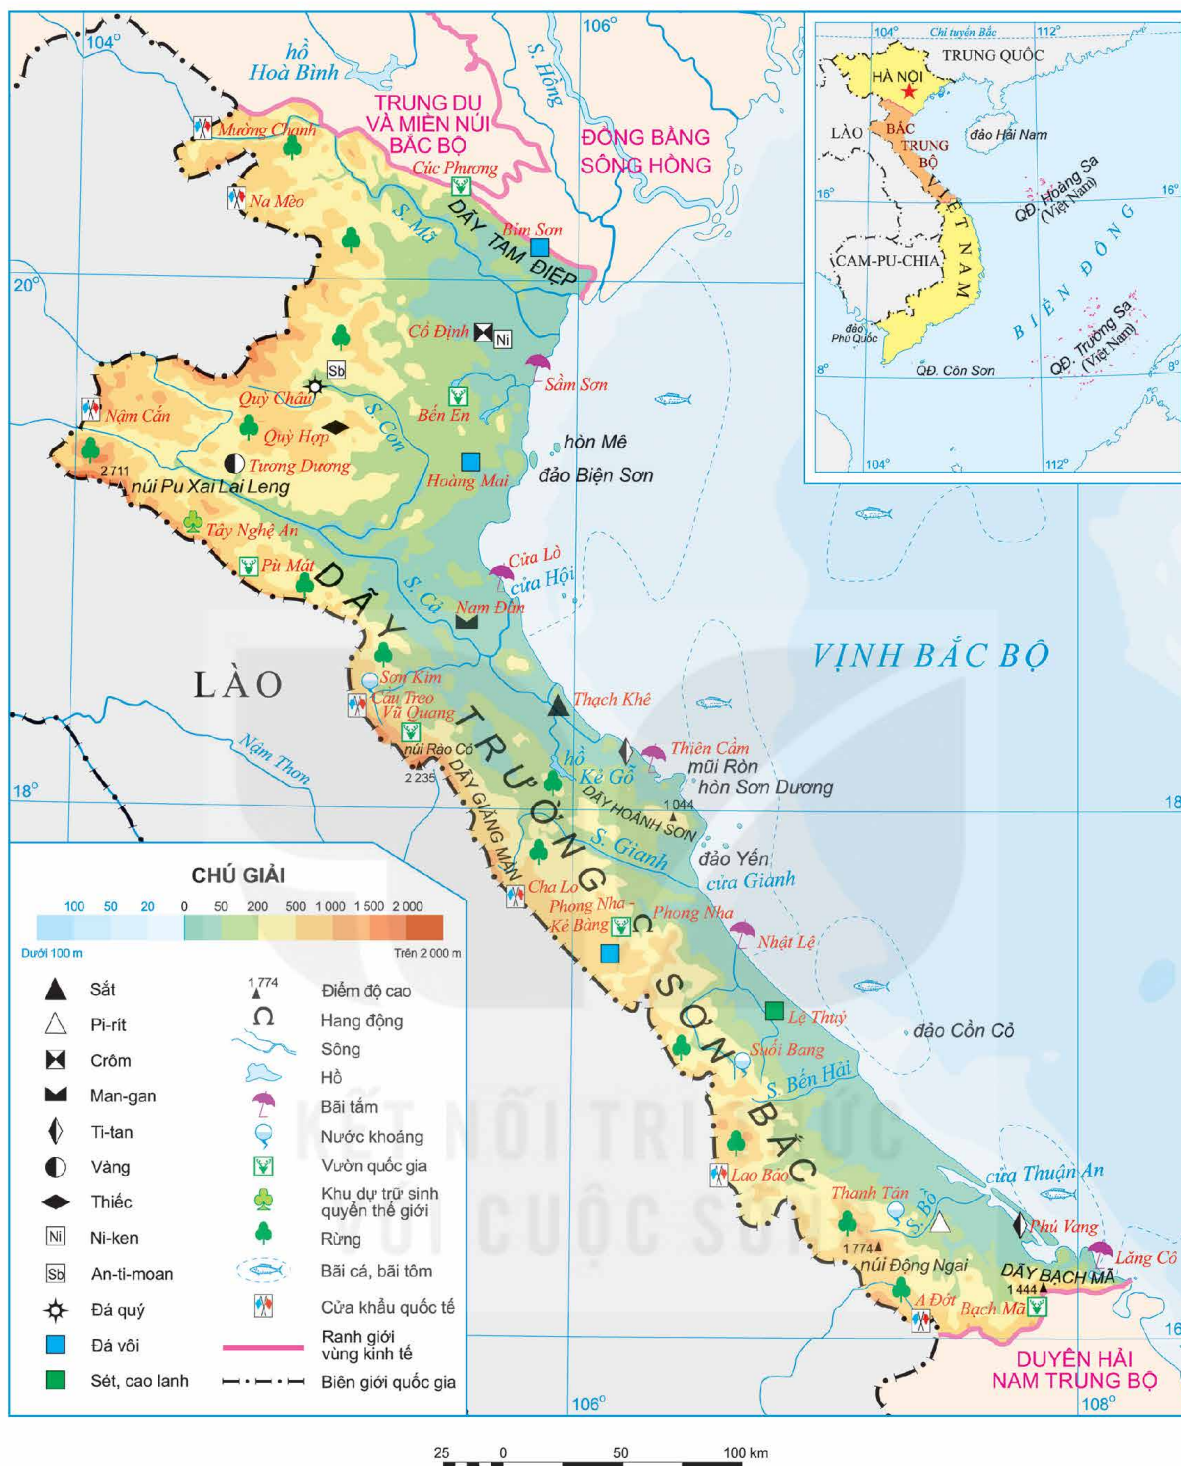 104°
106°
hồ
Hoà Bình
S. Hồng
TRUNG DU
VÀ MIỀN NÚI
BẮC BỘ
ĐỒNG BẰNG
SÔNG HỒNG
Mường Chanh
Cúc Phương
Na Mèo
S. Mã
DÃY TAM ĐIỆP
Bỉm Sơn
20°
Cổ Định
Ni
Sầm Sơn
Sb
Quỳ Châu
Bến En
Nậm Cắn
S. Con
Quỳ Hợp
hòn Mê
Tương Dương
Hoàng Mai
đảo Biện Sơn
2 711
núi Pu Xai Lai Leng
Tây Nghệ An
Pù Mát
Cửa Lò
cửa Hội
S. Cả
Nam Đàn
DÃY TRƯỜNG SƠN BẮC
VỊNH BẮC BỘ
LÀO
Sơn Kim
Cầu Treo
Vũ Quang
Thạch Khê
núi Rào Cỏ
2 235
Nậm Thơn
Thiên Cầm
mũi Ròn
hòn Sơn Dương
hồ
Kẻ Gỗ
DÃY GIĂNG MÀN
DÃY HOÀNH SƠN
1 044
18°
18
S. Gianh
đảo Yến
cửa Gianh
Cha Lo
Phong Nha -
Kẻ Bàng
Phong Nha
Nhật Lệ
Lệ Thuỷ
đảo Cồn Cỏ
Suối Bang
S. Bến Hải
Lao Bảo
cửa Thuận An
Thanh Tân
S. Bồ
Phú Vang
1 774
núi Động Ngai
Lăng Cô
DÃY BẠCH MÃ
1 444
A Đớt
Bạch Mã
16
DUYÊN HẢI
NAM TRUNG BỘ
106°
108°
104°
112°
Chí tuyến Bắc
TRUNG QUỐC
HÀ NỘI
LÀO
BẮC
TRUNG
BỘ
đảo Hải Nam
QĐ. Hoàng Sa
(Việt Nam)
16°
16°
VIỆT NAM
CAM-PU-CHIA
BIỂN ĐÔNG
đảo
Phú Quốc
QĐ. Trường Sa
(Việt Nam)
QĐ. Côn Sơn
8°
8°
104°
112°
CHÚ GIẢI
100 50 20 0 50 200 500 1 000 1 500 2 000
Dưới 100 m
Trên 2 000 m
Sắt
Pi-rít
Crôm
Man-gan
Ti-tan
Vàng
Thiếc
Ni
Ni-ken
Sb
An-ti-moan
Đá quý
Đá vôi
Sét, cao lanh
1 774
Điểm độ cao
Hang động
Sông
Hồ
Bãi tắm
Nước khoáng
Vườn quốc gia
Khu dự trữ sinh
quyển thế giới
Rừng
Bãi cá, bãi tôm
Cửa khẩu quốc tế
Ranh giới
vùng kinh tế
Biên giới quốc gia
KẾT NỐI TRI THỨC
VỚI CUỘC SỐNG
25 0 50 100 km